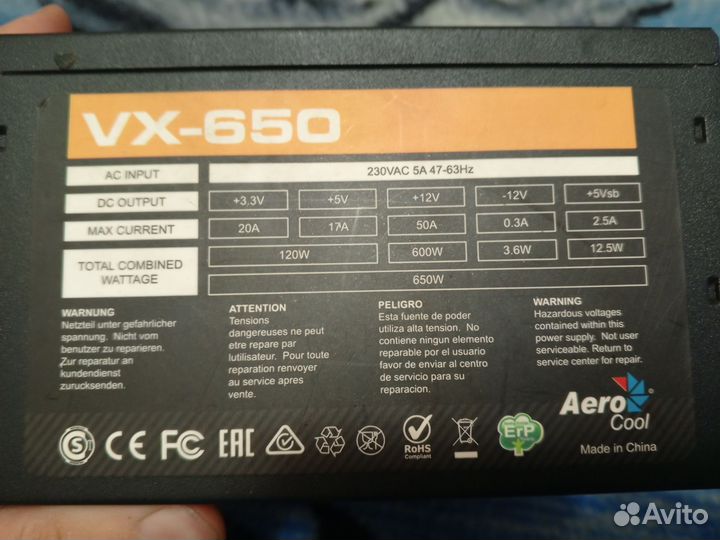 VX-650
AC INPUT 230VAC 5A 47-63Hz
DC OUTPUT +3.3V +5V +12V -12V +5Vsb
MAX CURRENT 20A 17A 50A 0.3A 2.5A
TOTAL COMBINED WATTAGE 120W 600W 3.6W 12.5W
650W
WARNUNG
Netzteil unter gefahrlicher
spannung. 'Nicht vom
benutzer zu reparieren.
Zur reparatur an
kundendienst
zurucksenden.
ATTENTION
Tensions
dangereuses ne peut
etre repare par
lutilisateur. Pour toute
reparation renvoyer
au service apres
vente.
PELIGRO
Esta fuente de poder
utiliza alta tension. No
contiene ningun elemento
reparable por el usuario
favor de enviar al centro
de servicio para su
reparacion.
WARNING
Hazardous voltages
contained within this
power supply. Not user
serviceable. Return to
service center for repair.
Aero
Cool
S CE FC EAC RoHS
Compliant
ErP
Made in China
Avito